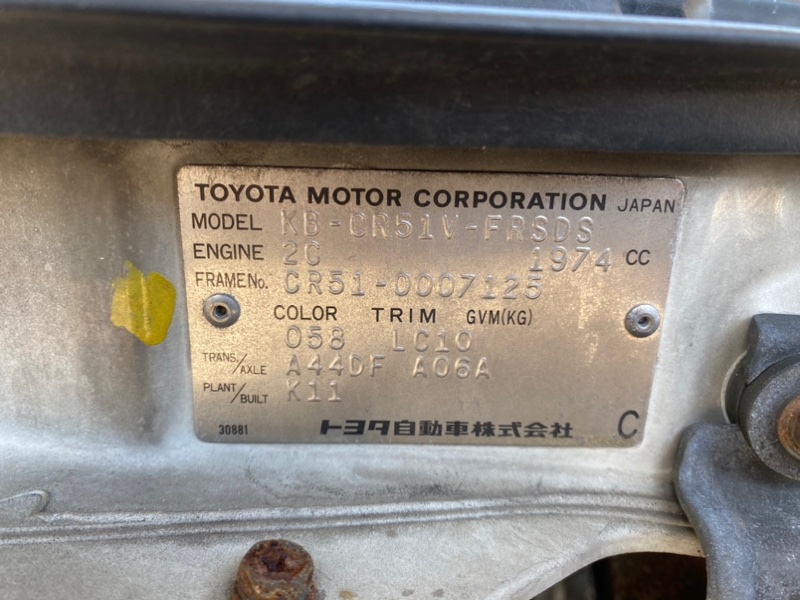 TOYOTA MOTOR CORPORATION JAPAN
MODEL KB-CR51V-FRSDS
ENGINE 2C 1974 CC
FRAME No. CR51-0007125
COLOR TRIM GVM(KG)
058 LC10
TRANS./AXLE A44DF A06A
PLANT/BUILT K11
30881 トヨタ自動車株式会社 C